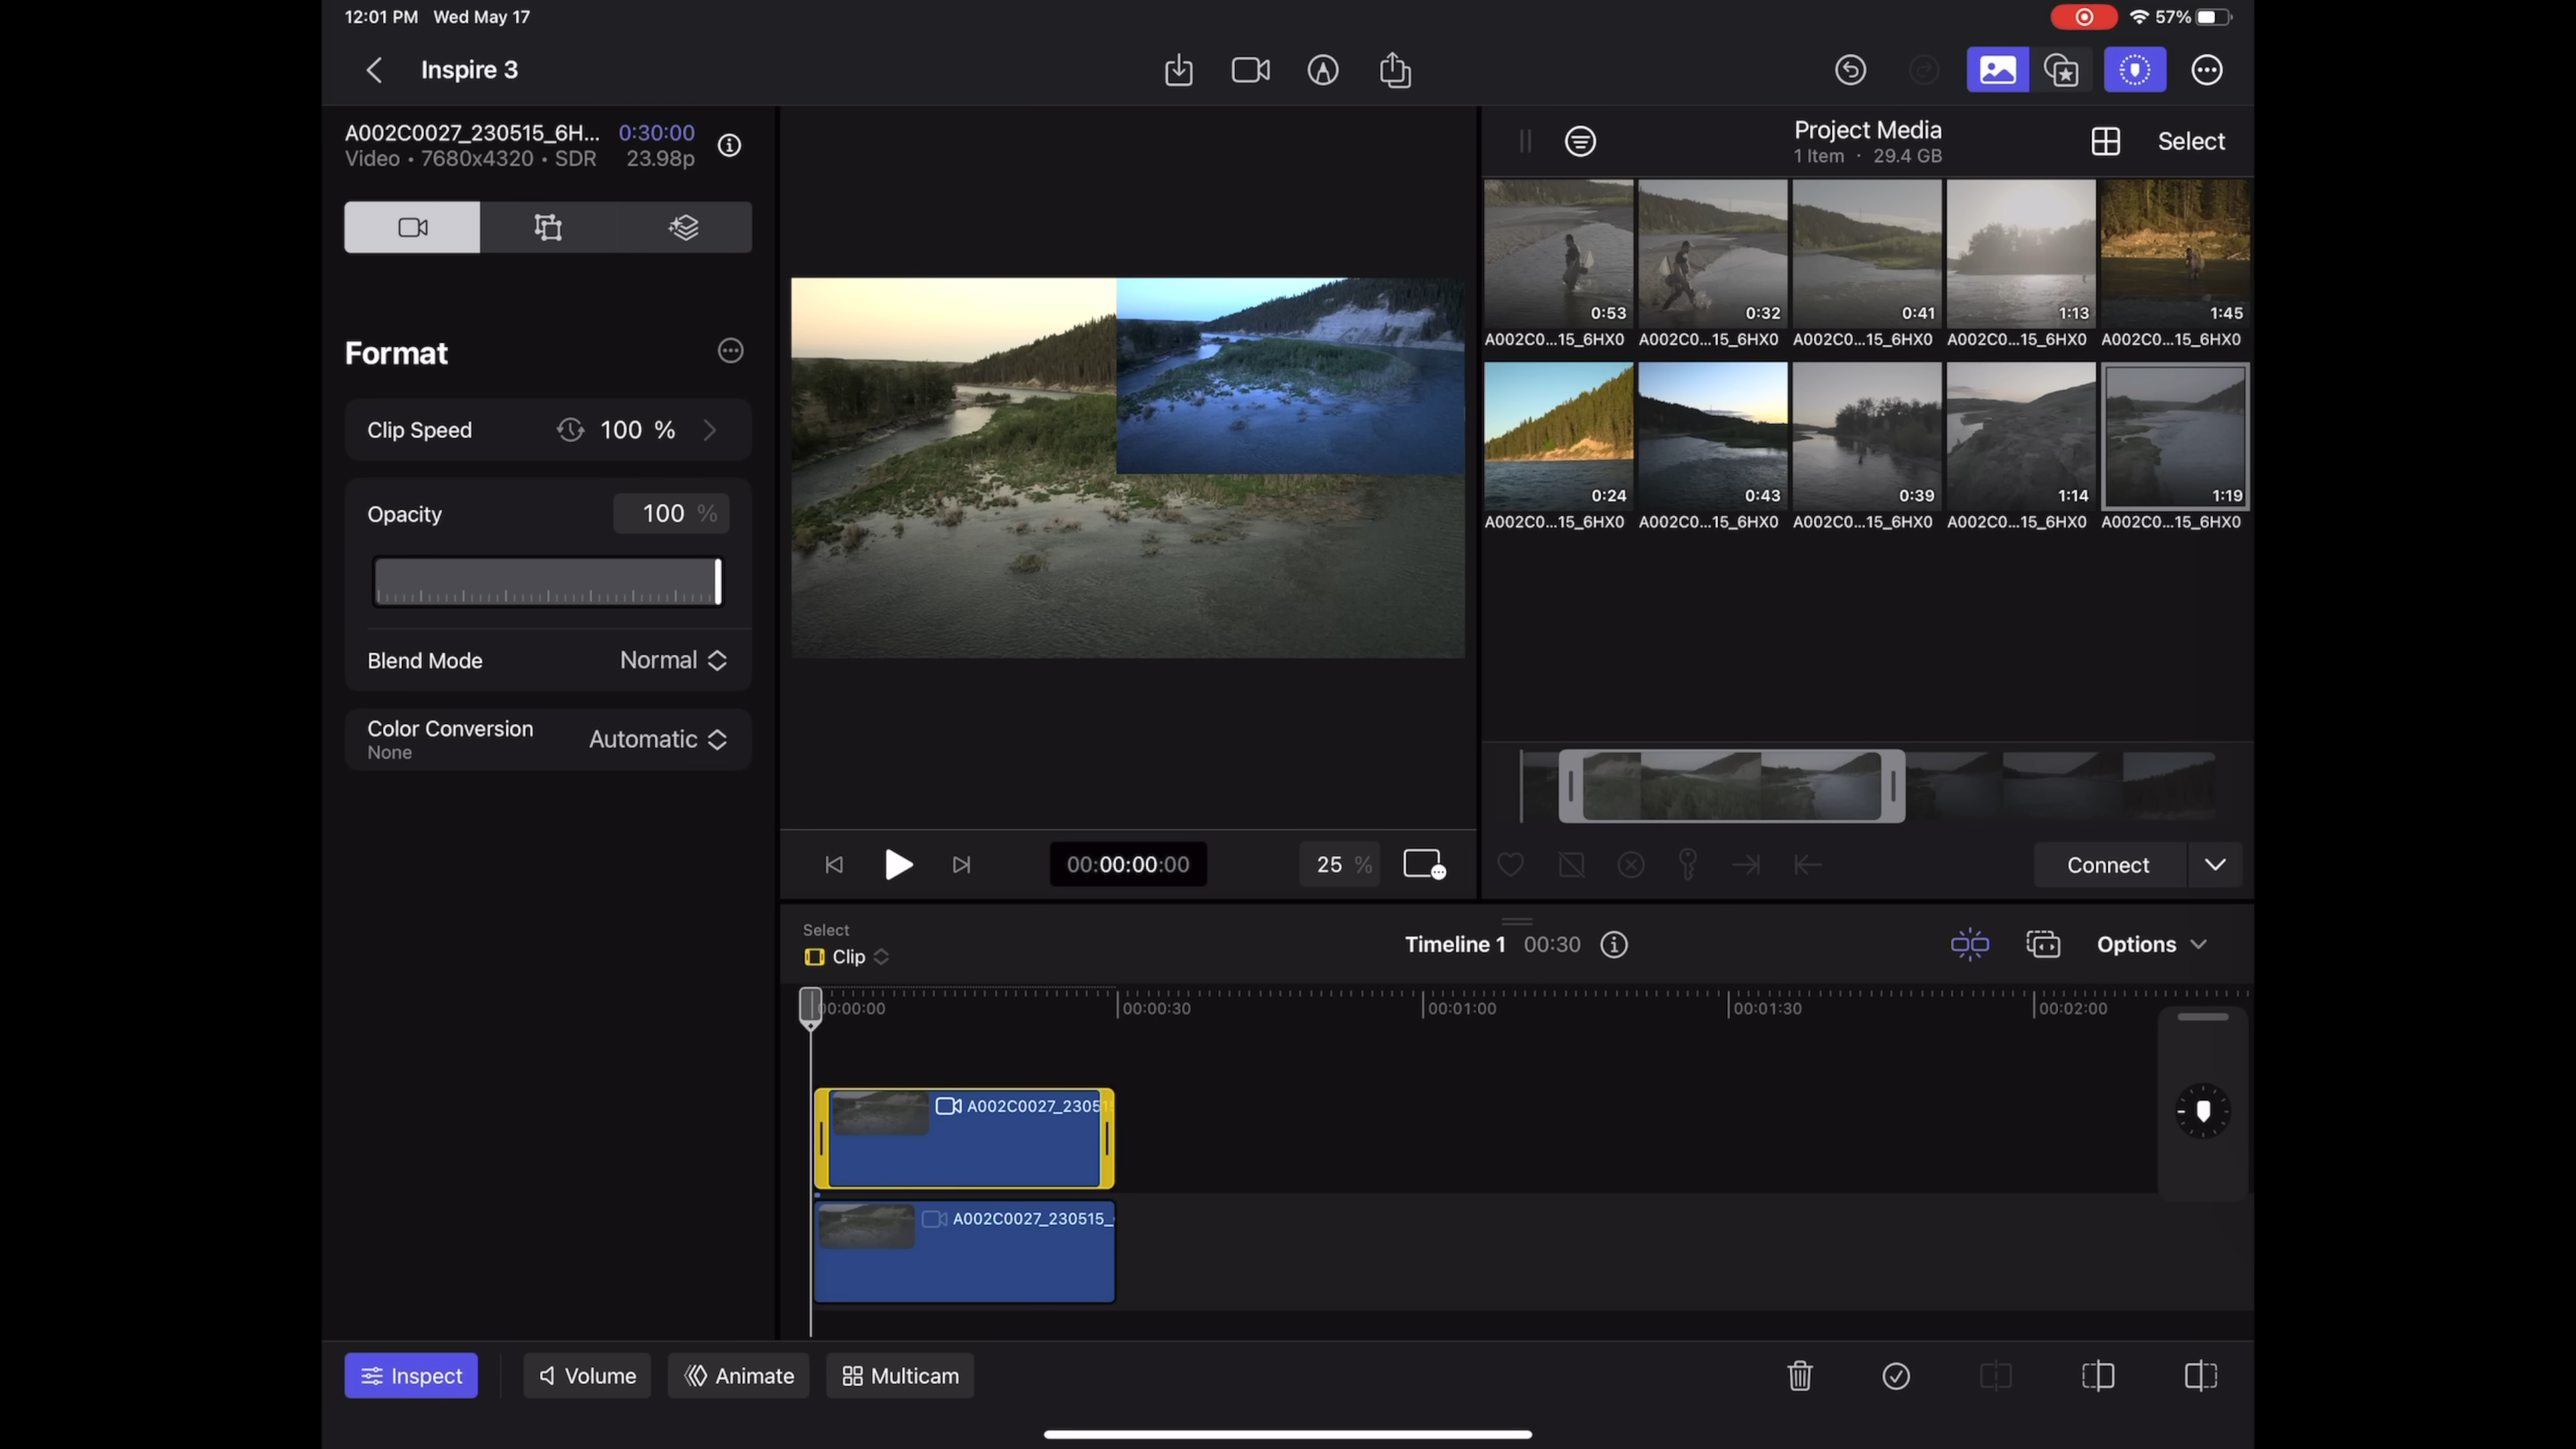 12:01 PM Wed May 17
57%
Inspire 3
A002C0027_230515_6H... 0:30:00
Video • 7680x4320 • SDR 23.98p
Format
Clip Speed 100 %
Opacity 100 %
Blend Mode Normal
Color Conversion Automatic
None
00:00:00:00
25 %
Project Media
1 Item · 29.4 GB
Select
0:53 0:32 0:41 1:13 1:45
A002C0...15_6HX0 A002C0...15_6HX0 A002C0...15_6HX0 A002C0...15_6HX0 A002C0...15_6HX0
0:24 0:43 0:39 1:14 1:19
A002C0...15_6HX0 A002C0...15_6HX0 A002C0...15_6HX0 A002C0...15_6HX0 A002C0...15_6HX0
Connect
Select
Clip
Timeline 1 00:30
Options
00:00:00 00:00:30 00:01:00 00:01:30 00:02:00
A002C0027_2305
A002C0027_230515_
Inspect Volume Animate Multicam